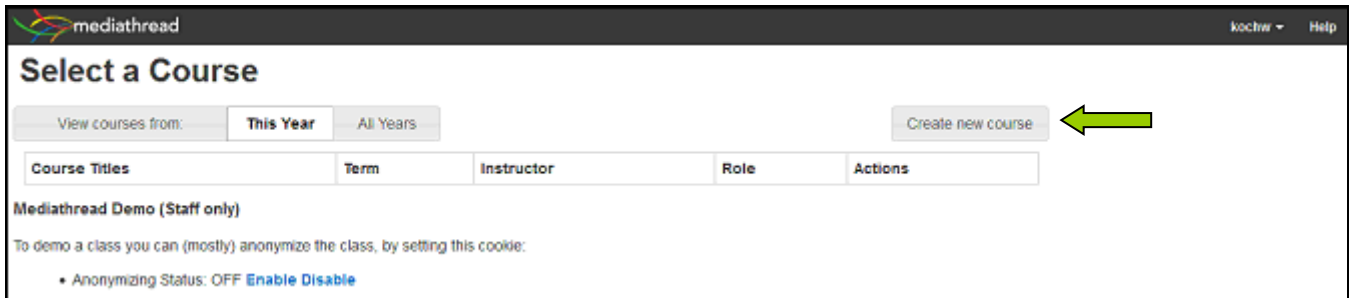 mediathread kochw Help
Select a Course
View courses from: This Year All Years Create new course
Course Titles Term Instructor Role Actions
Mediathread Demo (Staff only)
To demo a class you can (mostly) anonymize the class, by setting this cookie:
• Anonymizing Status: OFF Enable Disable